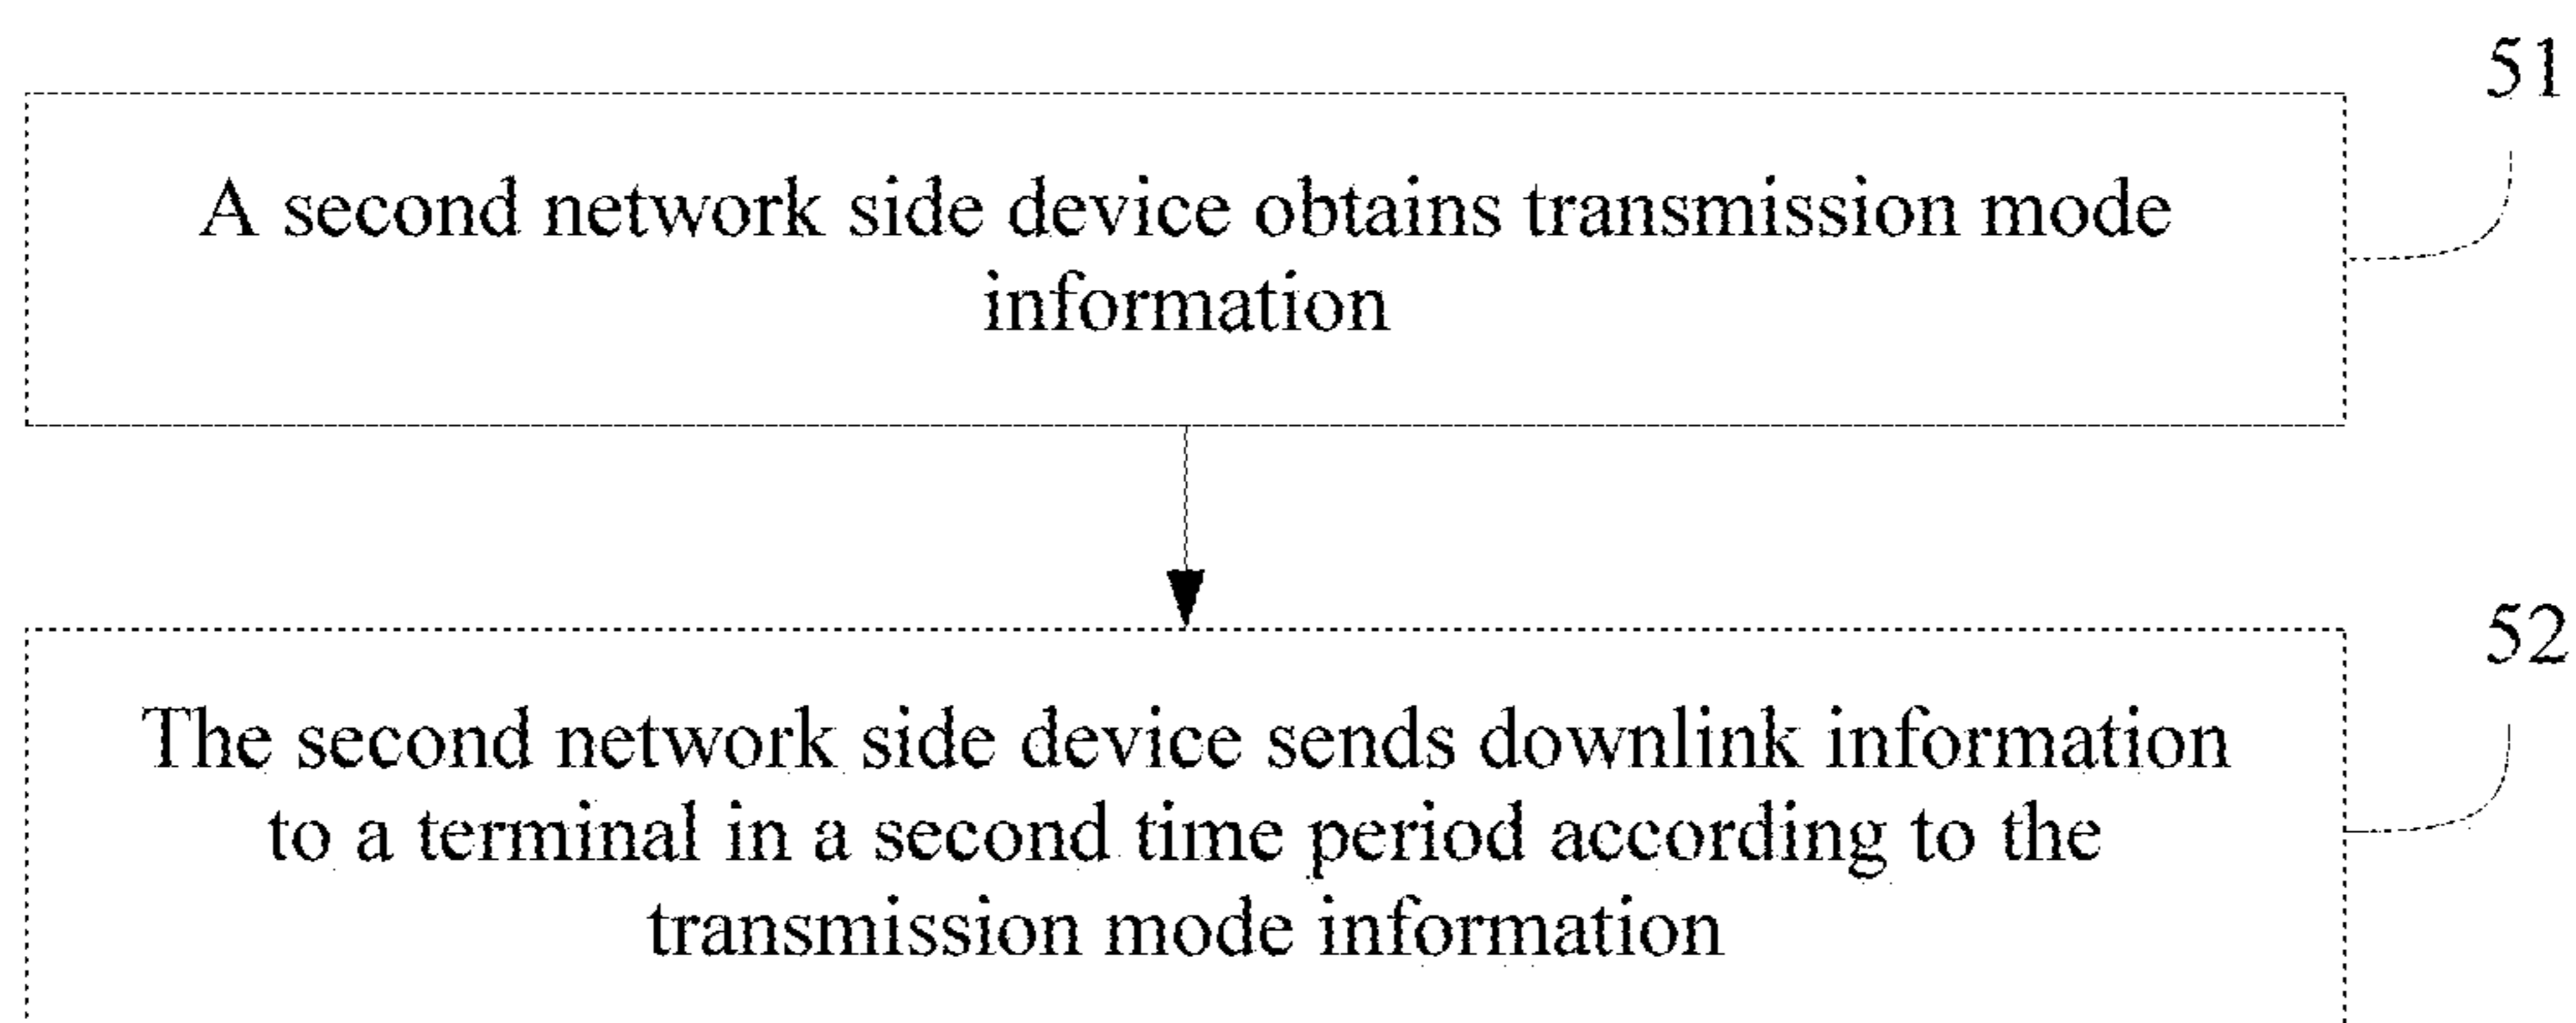 51
A second network side device obtains transmission mode
information
52
The second network side device sends downlink information
to a terminal in a second time period according to the
transmission mode information